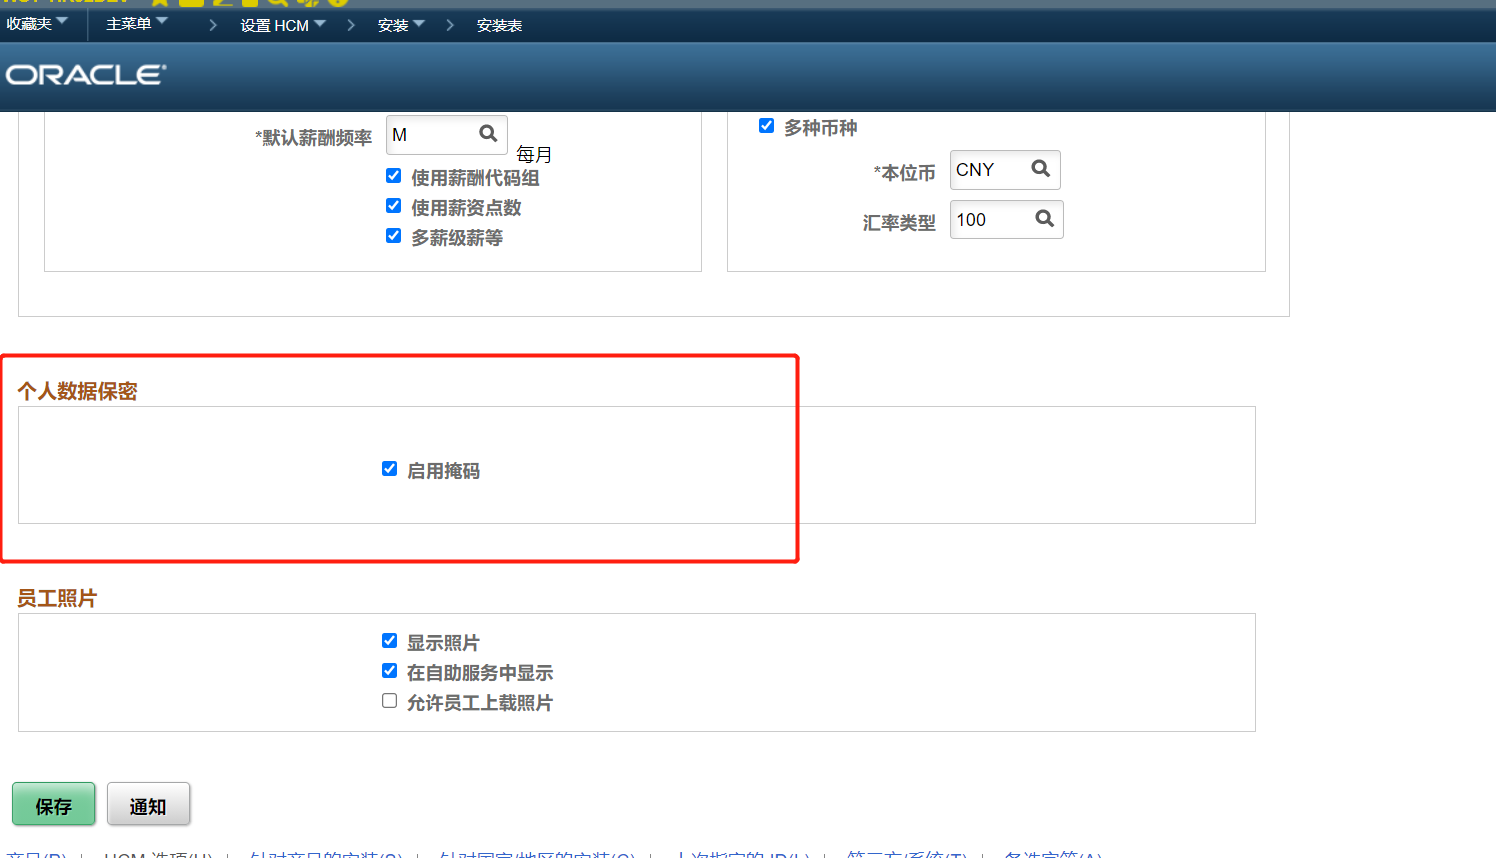 收藏夹 主菜单 > 设置 HCM > 安装 > 安装表
ORACLE
*默认薪酬频率 M 每月
使用薪酬代码组
使用薪资点数
多薪级薪等
多种币种
*本位币 CNY
汇率类型 100
个人数据保密
启用掩码
员工照片
显示照片
在自助服务中显示
允许员工上载照片
保存 通知